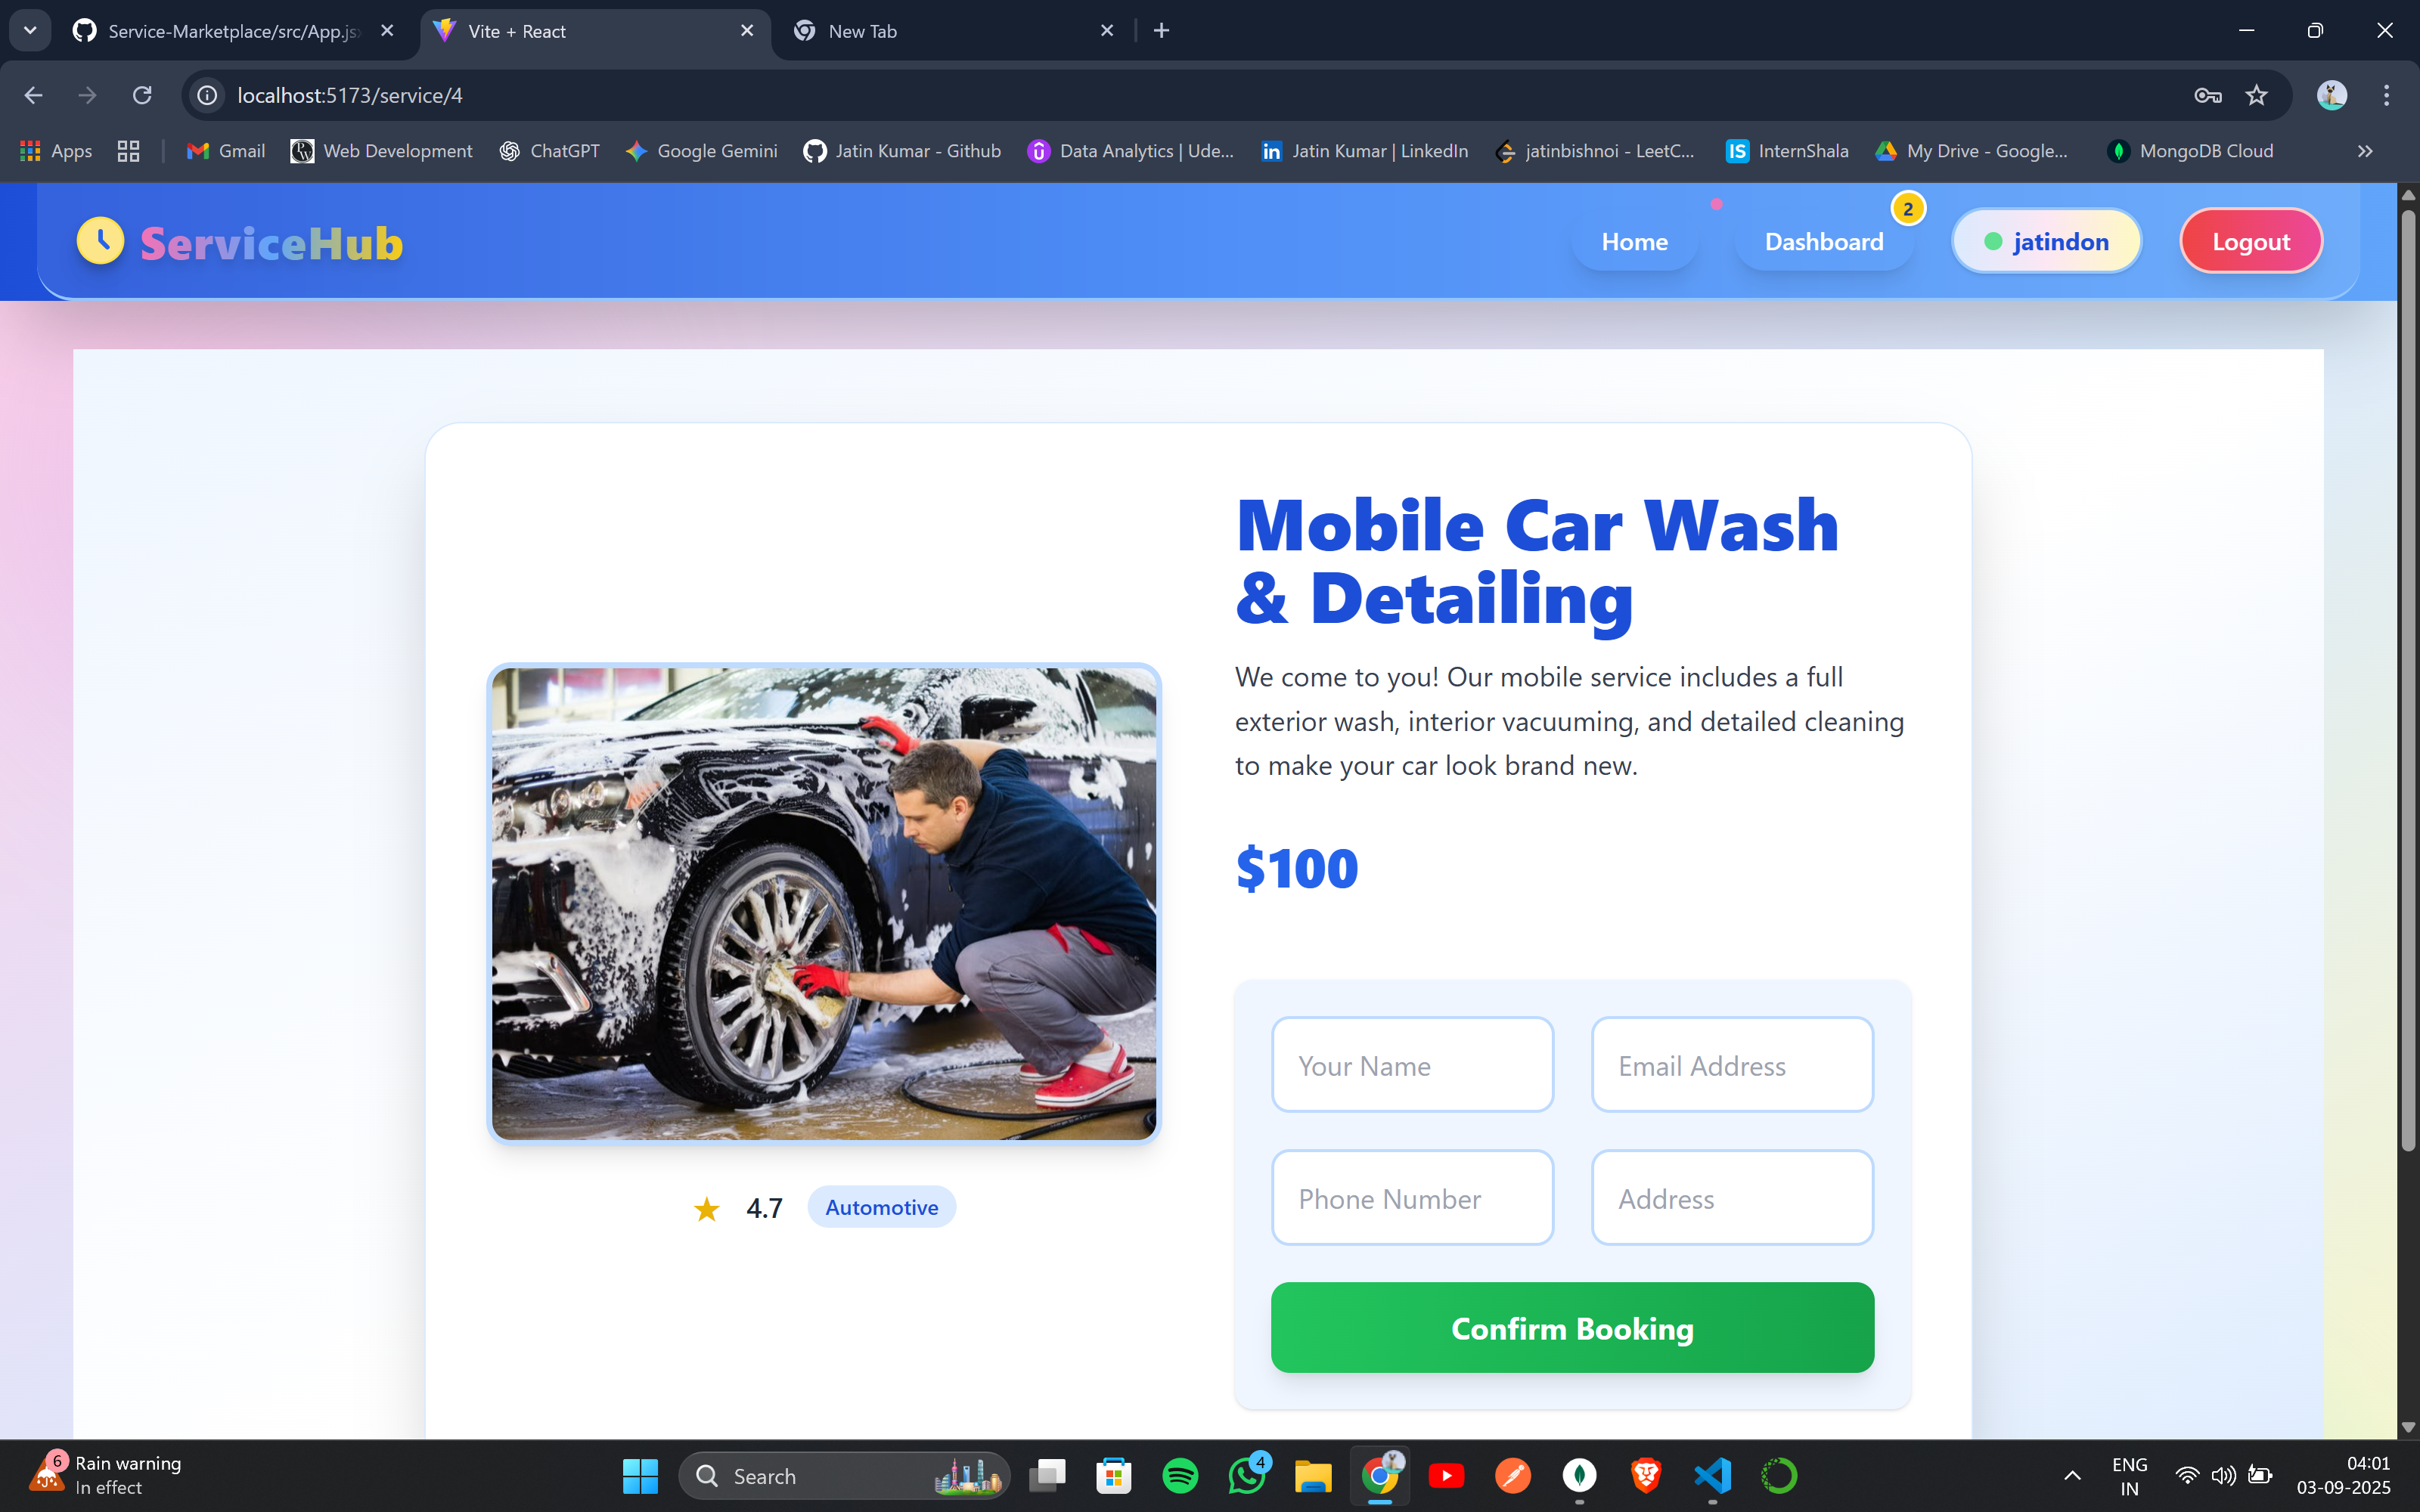 Service-Marketplace/src/App.js
Vite + React
New Tab
localhost:5173/service/4
Apps
Gmail
PW
Web Development
ChatGPT
Google Gemini
Jatin Kumar - Github
Data Analytics | Ude...
in
Jatin Kumar | LinkedIn
jatinbishnoi - LeetC...
IS
InternShala
My Drive - Google...
MongoDB Cloud
ServiceHub
Home
Dashboard
2
jatindon
Logout
Mobile Car Wash
& Detailing
We come to you! Our mobile service includes a full
exterior wash, interior vacuuming, and detailed cleaning
to make your car look brand new.
$100
Your Name
Email Address
Phone Number
Address
Confirm Booking
★ 4.7
Automotive
6
Rain warning
In effect
Search
4
ENG
IN
04:01
03-09-2025